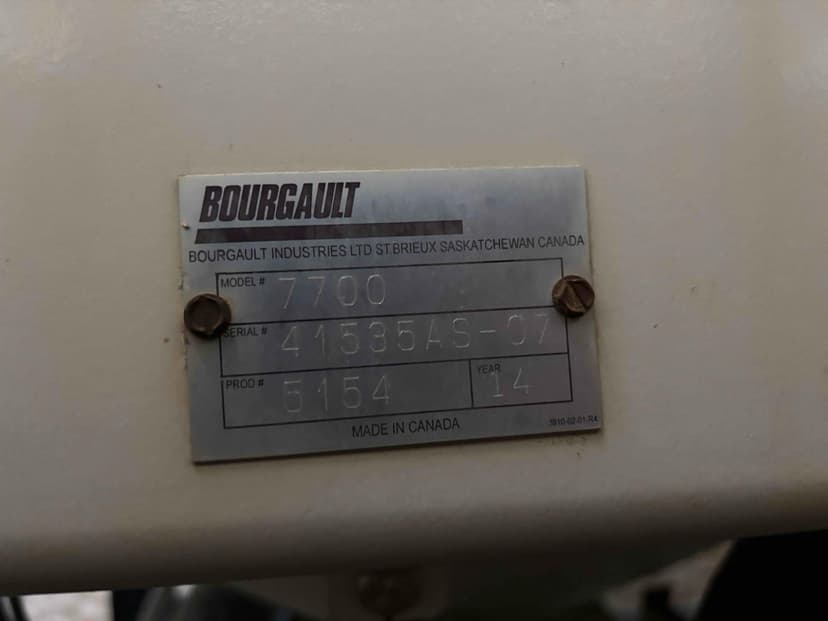 BOURGAULT
BOURGAULT INDUSTRIES LTD ST.BRIEUX SASKATCHEWAN CANADA
MODEL # 7700
SERIAL # 41535AS-07
PROD # 5154 YEAR 14
MADE IN CANADA